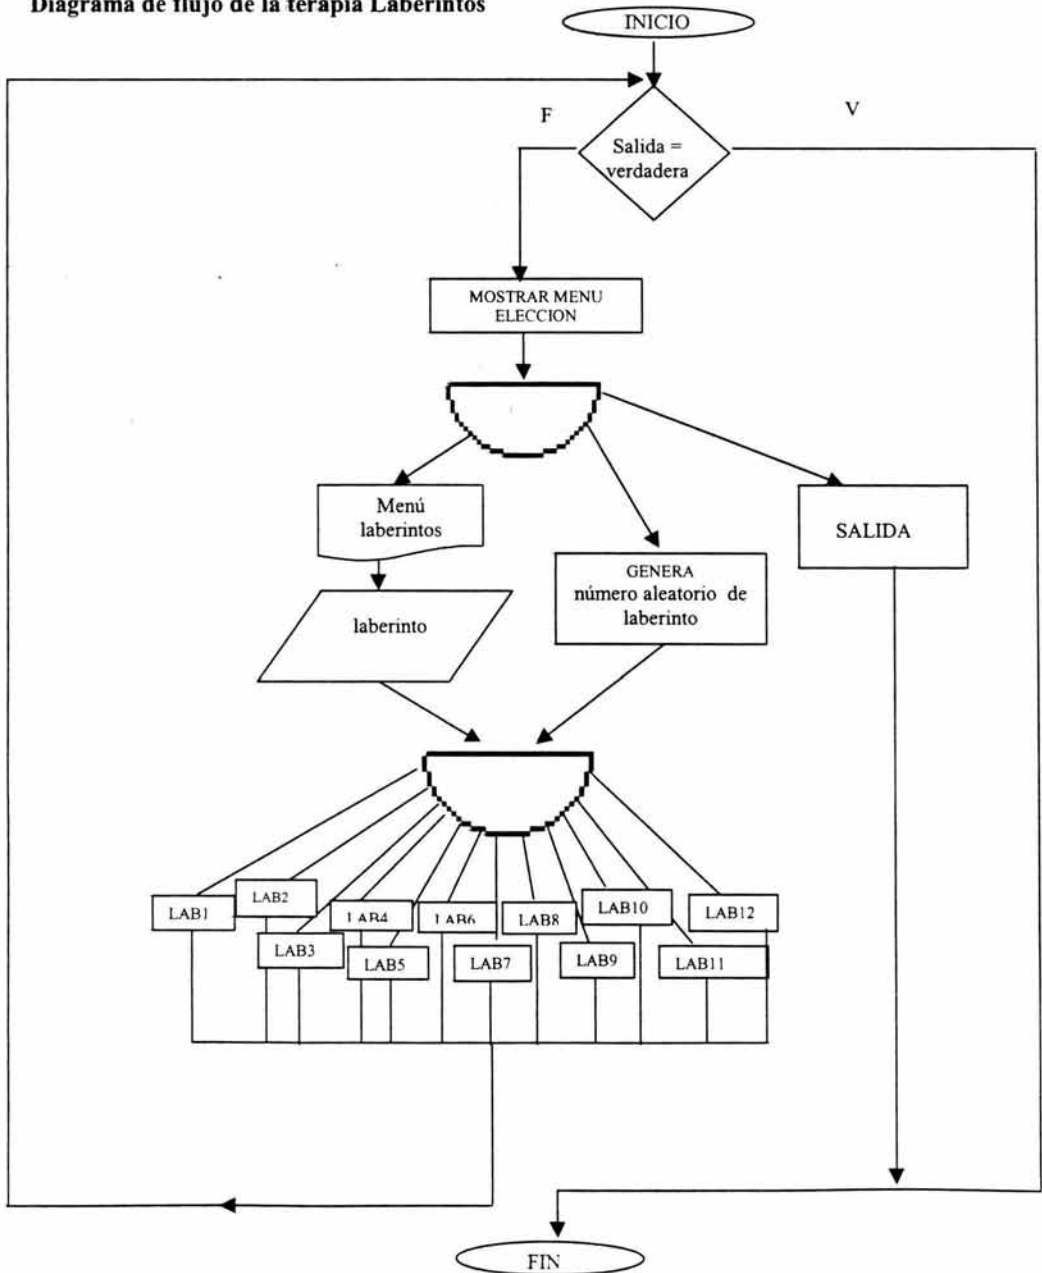 Diagrama de flujo de la terapia Laberintos
INICIO
F
V
Salida =
verdadera
MOSTRAR MENU
ELECCION
Menú
laberintos
SALIDA
GENERA
número aleatorio de
laberinto
laberinto
LAB1
LAB2
LAB3
LAB4
LAB5
LAB6
LAB7
LAB8
LAB9
LAB10
LAB11
LAB12
FIN